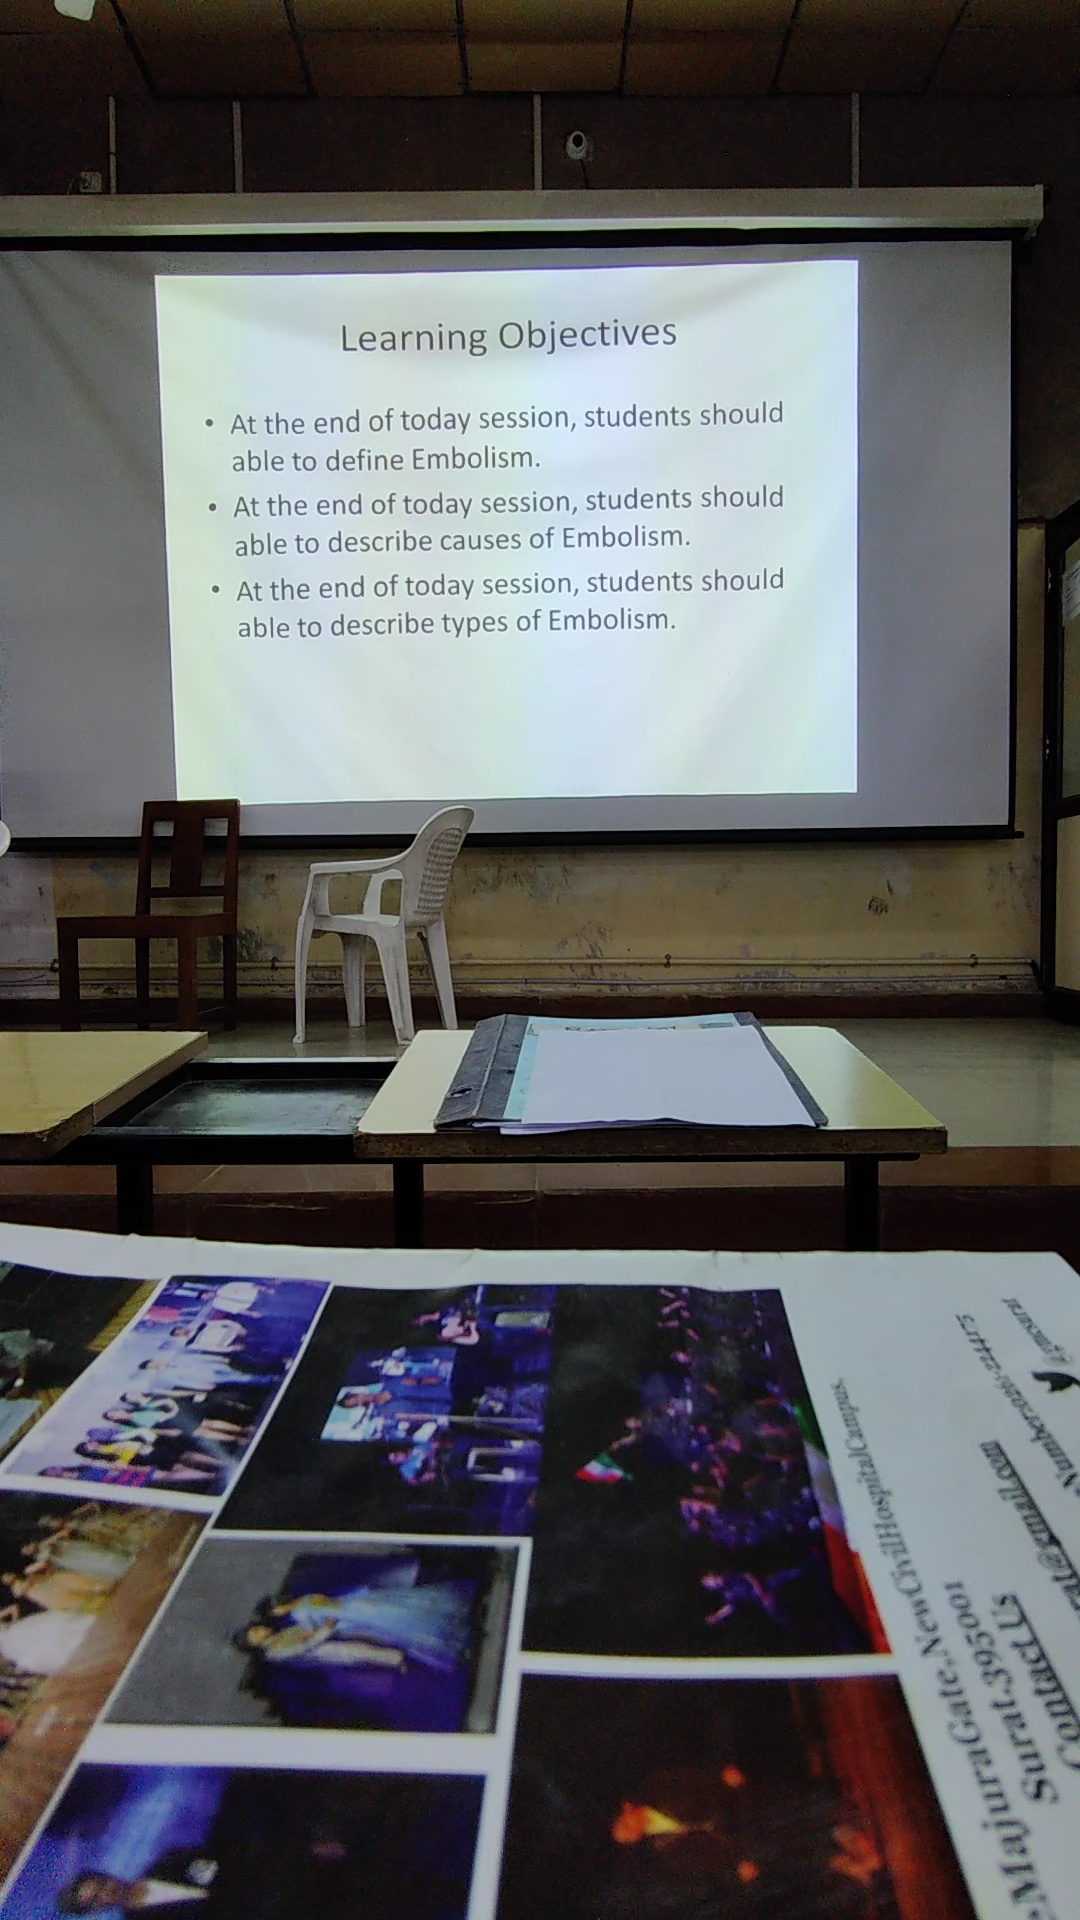 Learning Objectives
• At the end of today session, students should
able to define Embolism.
• At the end of today session, students should
able to describe causes of Embolism.
• At the end of today session, students should
able to describe types of Embolism.
MajuraGate,NewCivilHospitalCampus,
Surat.395001
Contact Us